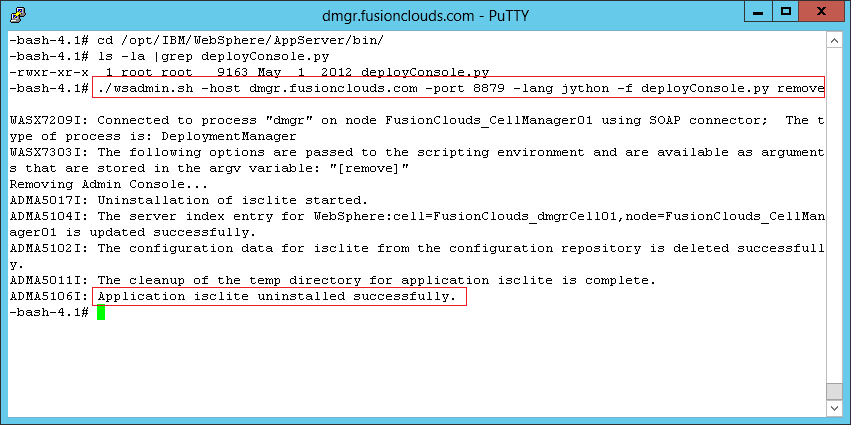 dmgr.fusionclouds.com - PuTTY
-bash-4.1# cd /opt/IBM/WebSphere/AppServer/bin/
-bash-4.1# ls -la |grep deployConsole.py
-rwxr-xr-x  1 root root   9163 May  1  2012 deployConsole.py
-bash-4.1# ./wsadmin.sh -host dmgr.fusionclouds.com -port 8879 -lang jython -f deployConsole.py remove
WASX7209I: Connected to process "dmgr" on node FusionClouds_CellManager01 using SOAP connector;  The t
ype of process is: DeploymentManager
WASX7303I: The following options are passed to the scripting environment and are available as argument
s that are stored in the argv variable: "[remove]"
Removing Admin Console...
ADMA5017I: Uninstallation of isclite started.
ADMA5104I: The server index entry for WebSphere:cell=FusionClouds_dmgrCell01,node=FusionClouds_CellMan
ager01 is updated successfully.
ADMA5102I: The configuration data for isclite from the configuration repository is deleted successfull
y.
ADMA5011I: The cleanup of the temp directory for application isclite is complete.
ADMA5106I: Application isclite uninstalled successfully.
-bash-4.1#